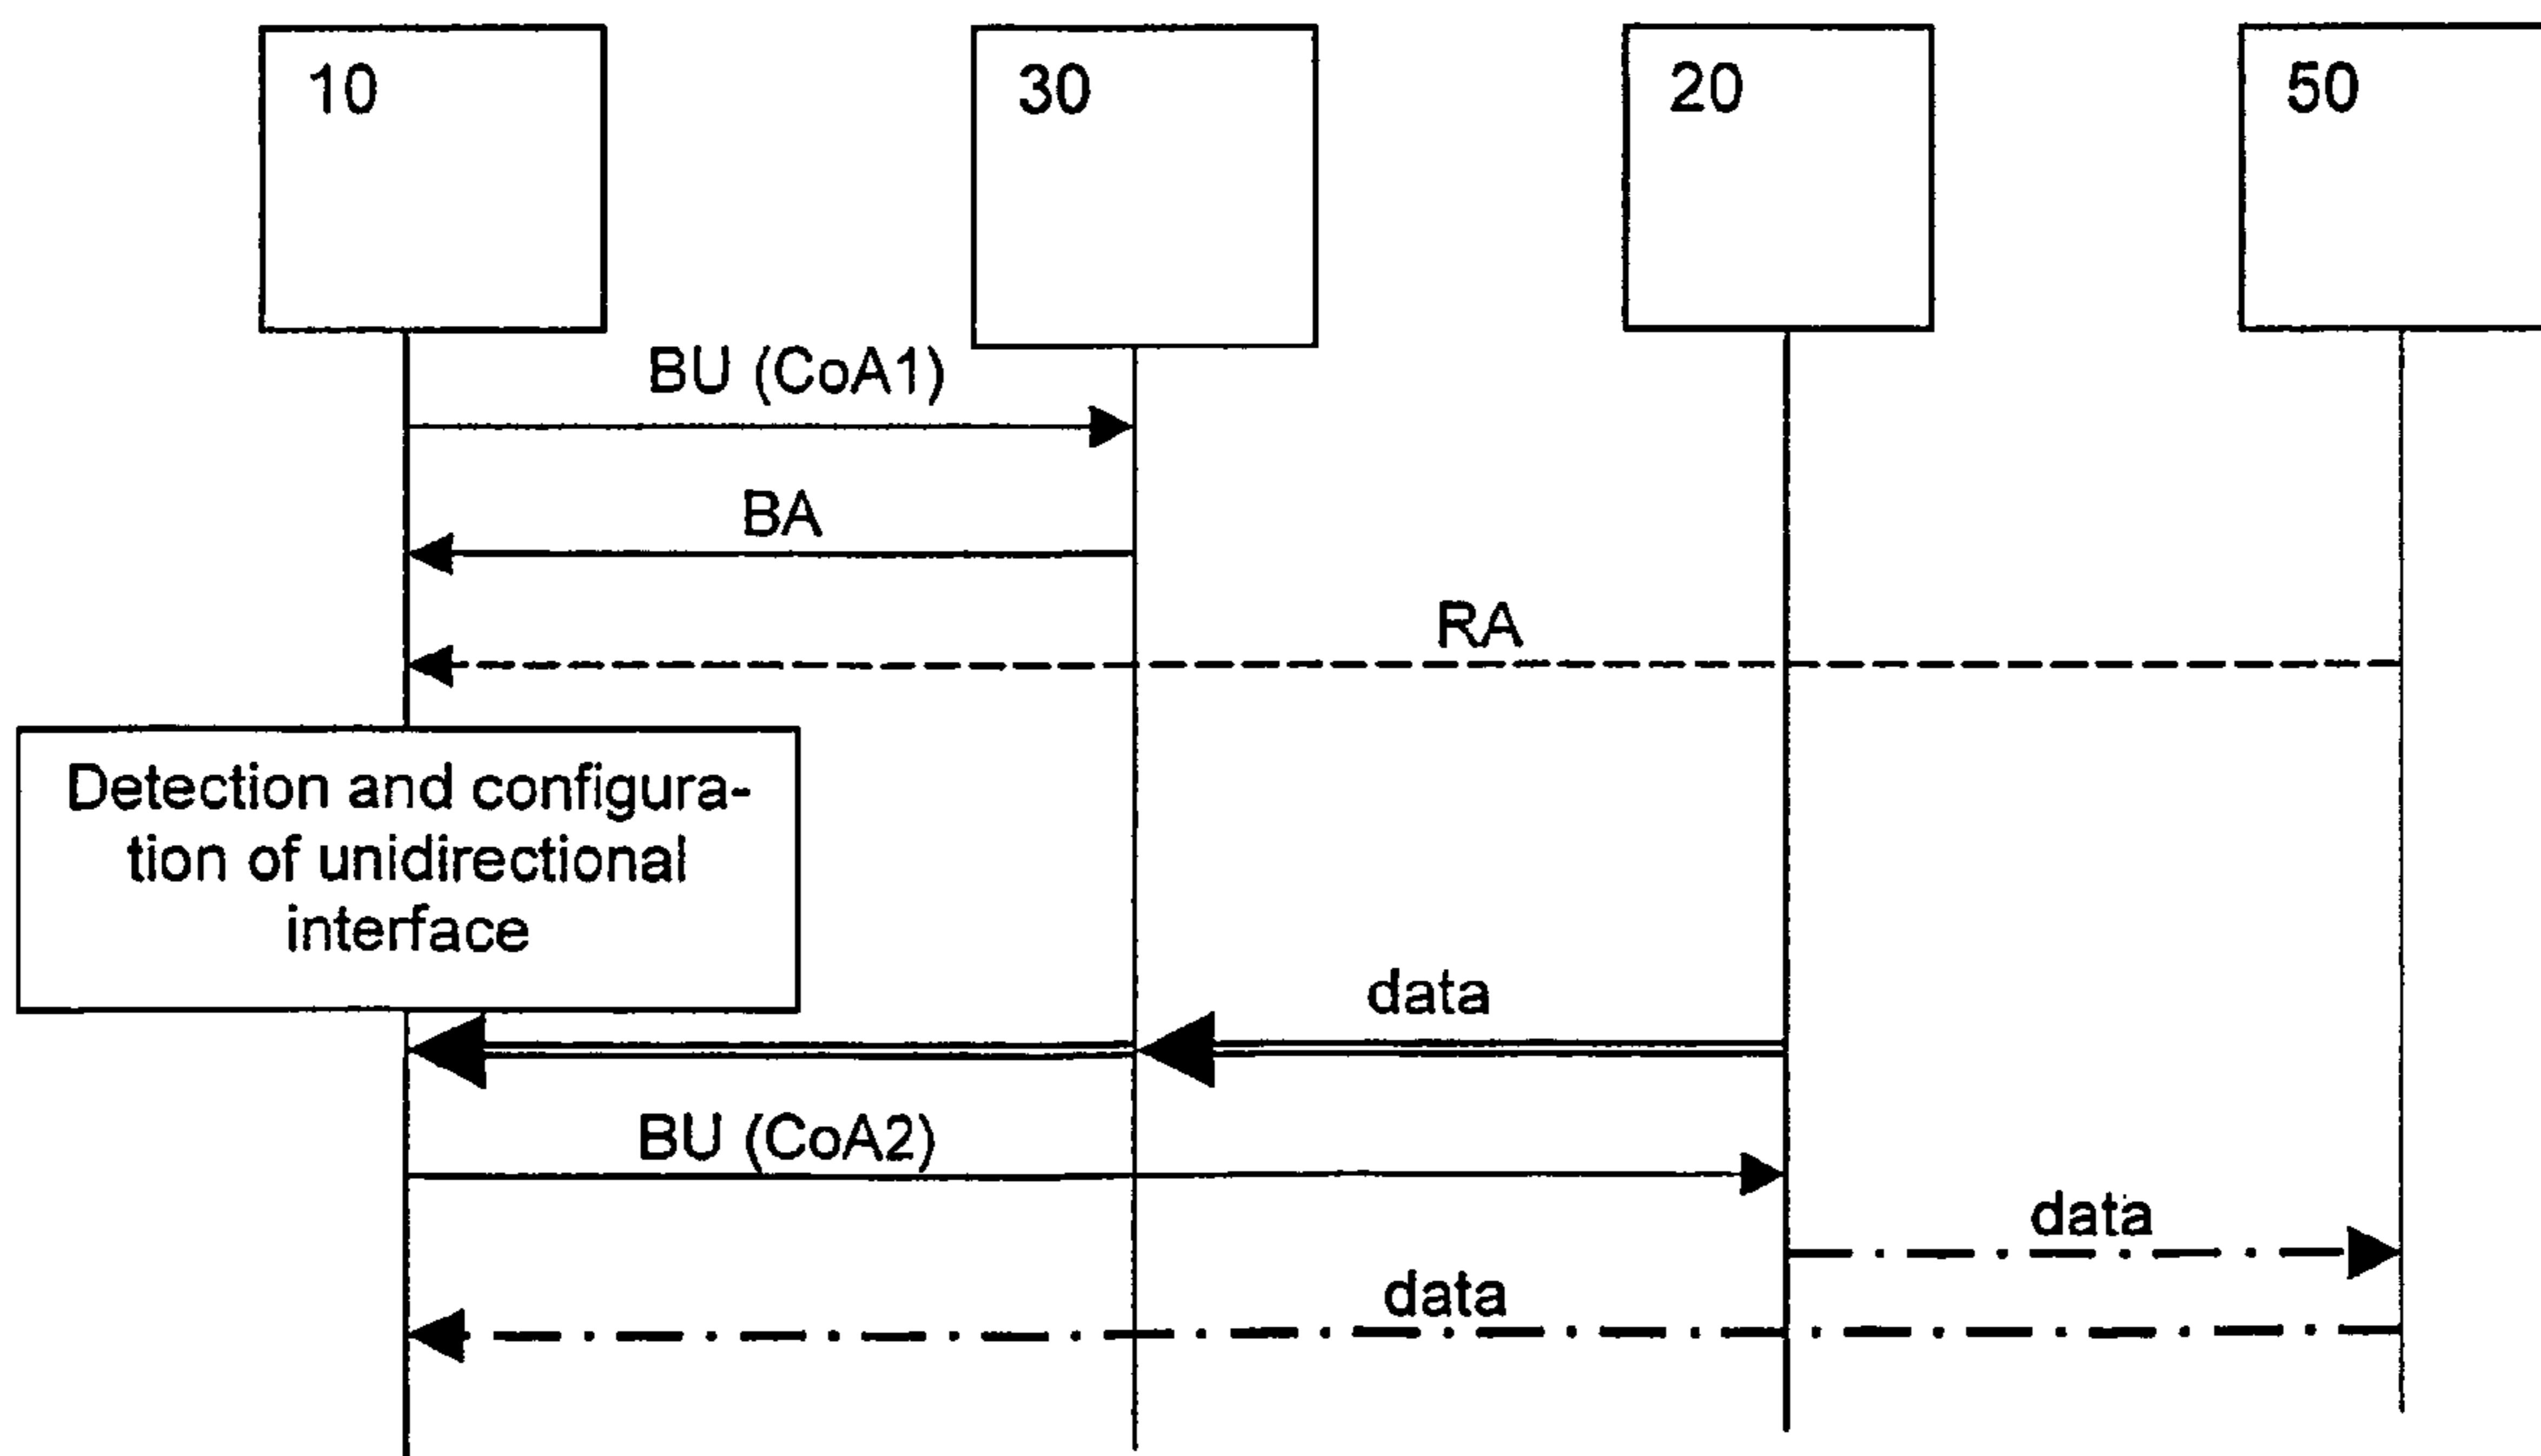 10
30
20
50
BU (CoA1)
BA
RA
Detection and configura-
tion of unidirectional
interface
data
BU (CoA2)
data
data